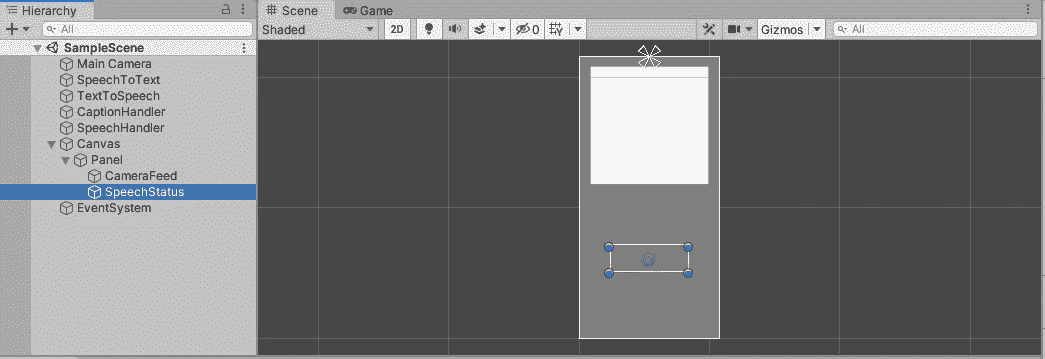 Hierarchy
Scene
Game
All
Shaded
2D
0
Gizmos
All
SampleScene
Main Camera
SpeechToText
TextToSpeech
CaptionHandler
SpeechHandler
Canvas
Panel
CameraFeed
SpeechStatus
EventSystem